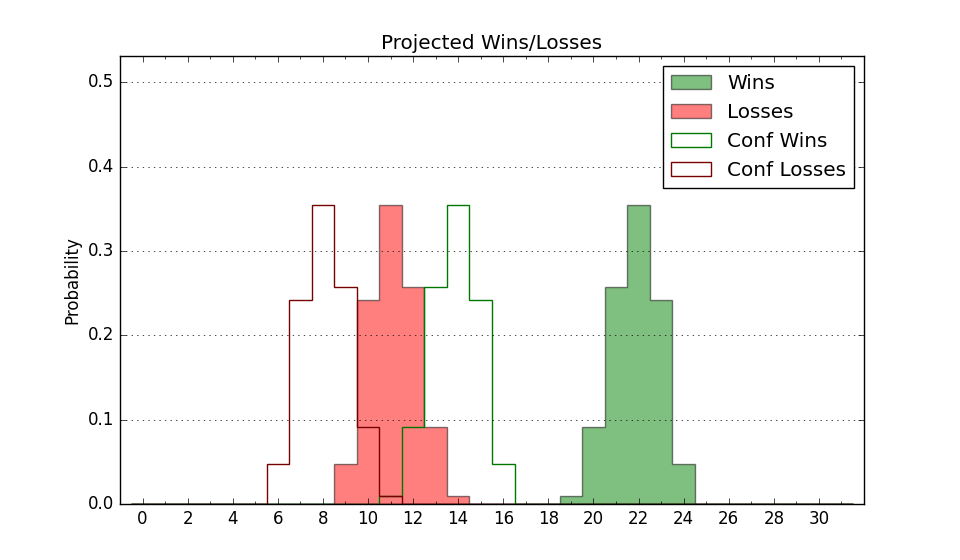 Projected Wins/Losses
Wins
Losses
Conf Wins
Conf Losses
Probability
0.5
0.4
0.3
0.2
0.1
0.0
0 2 4 6 8 10 12 14 16 18 20 22 24 26 28 30